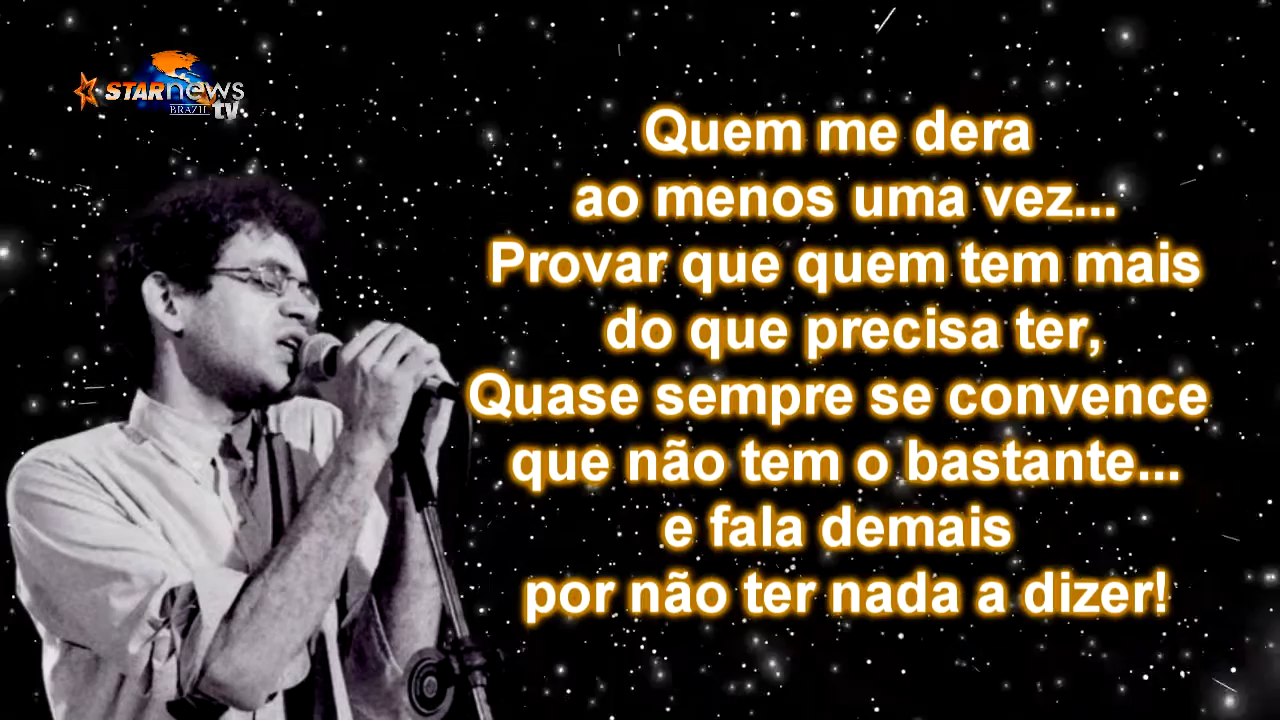 STARnews
BRAZIL tv
Quem me dera
ao menos uma vez...
Provar que quem tem mais
do que precisa ter,
Quase sempre se convence
que não tem o bastante...
e fala demais
por não ter nada a dizer!